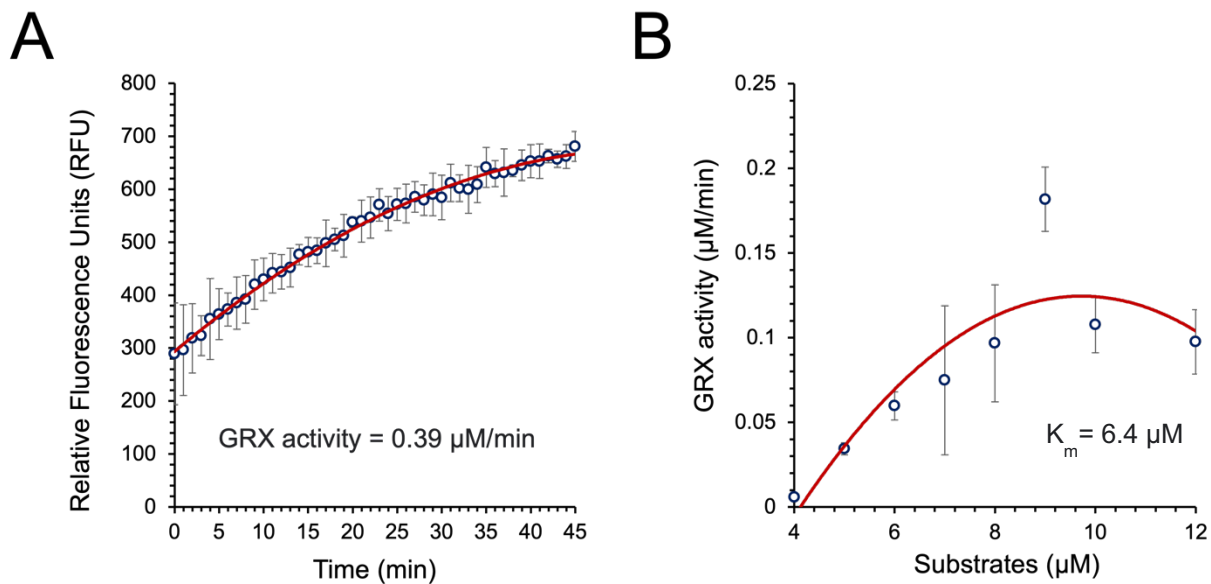 A
Relative Fluorescence Units (RFU)
800
700
600
500
400
300
200
100
0
GRX activity = 0.39 µM/min
0 5 10 15 20 25 30 35 40 45
Time (min)
B
GRX activity (µM/min)
0.25
0.2
0.15
0.1
0.05
0
Km = 6.4 µM
4 6 8 10 12
Substrates (µM)